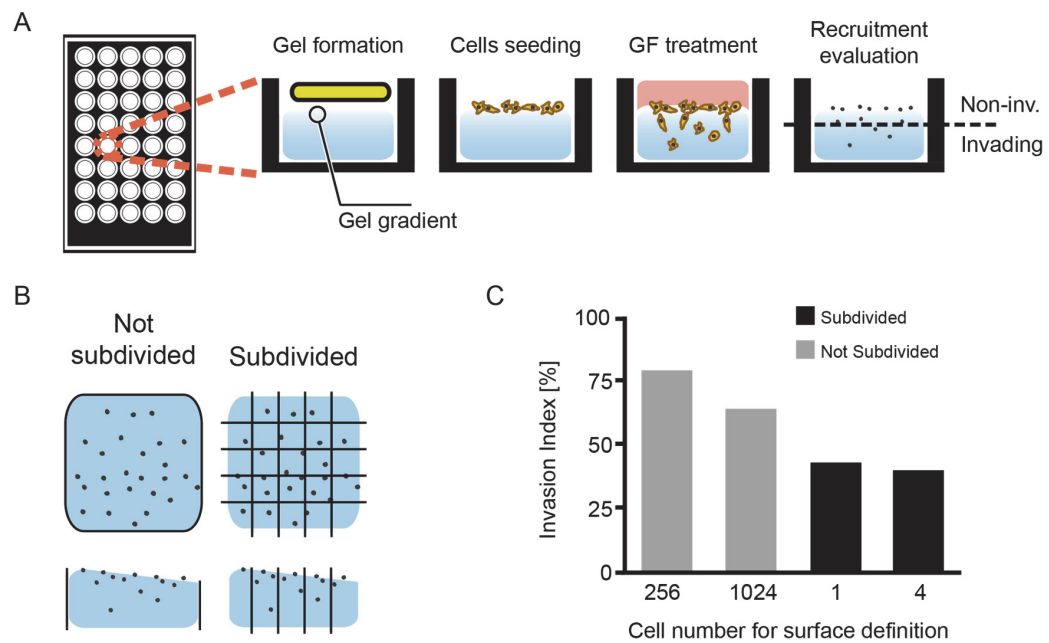 A
Gel formation
Cells seeding
GF treatment
Recruitment
evaluation
Non-inv.
Invading
Gel gradient
B
Not
subdivided
Subdivided
C
Invasion Index [%]
100
75
50
25
0
Subdivided
Not Subdivided
256
1024
1
4
Cell number for surface definition